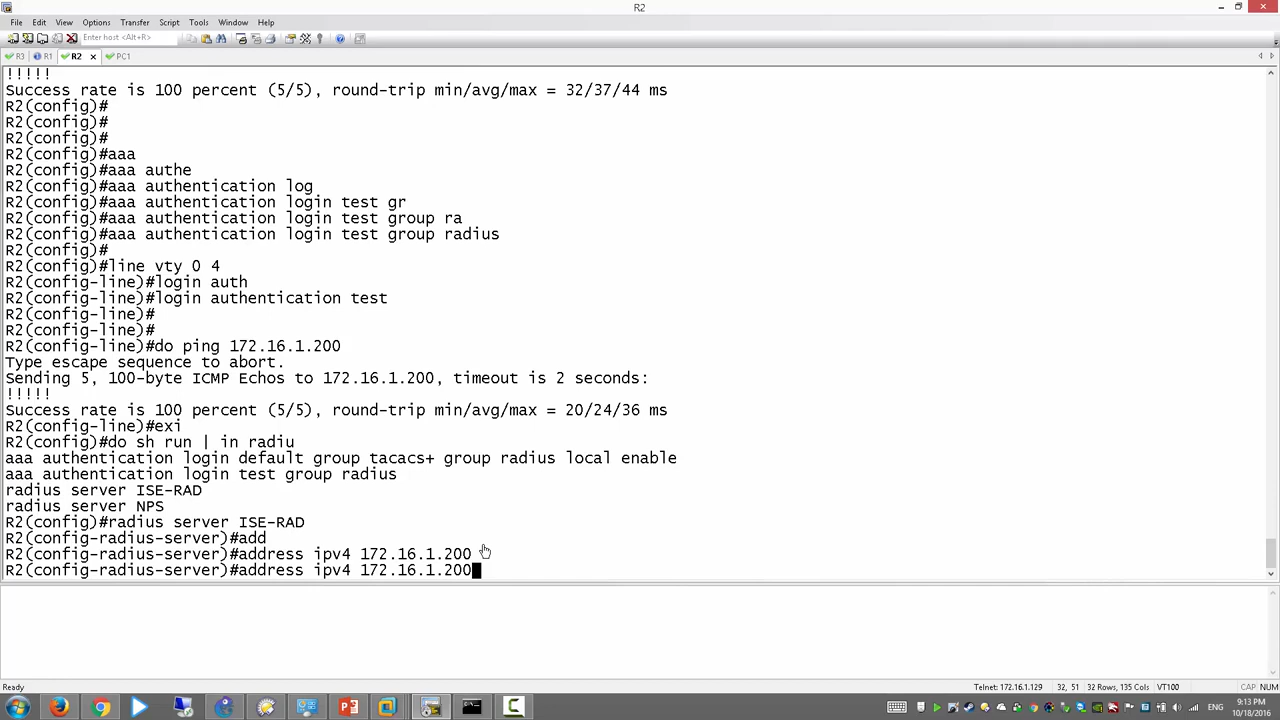 R2
File Edit View Options Transfer Script Tools Window Help
Enter host <Alt+R>
R3 R1 R2 × PC1
!!!!!
Success rate is 100 percent (5/5), round-trip min/avg/max = 32/37/44 ms
R2(config)#
R2(config)#
R2(config)#
R2(config)#aaa
R2(config)#aaa authe
R2(config)#aaa authentication log
R2(config)#aaa authentication login test gr
R2(config)#aaa authentication login test group ra
R2(config)#aaa authentication login test group radius
R2(config)#
R2(config)#line vty 0 4
R2(config-line)#login auth
R2(config-line)#login authentication test
R2(config-line)#
R2(config-line)#
R2(config-line)#do ping 172.16.1.200
Type escape sequence to abort.
Sending 5, 100-byte ICMP Echos to 172.16.1.200, timeout is 2 seconds:
!!!!!
Success rate is 100 percent (5/5), round-trip min/avg/max = 20/24/36 ms
R2(config-line)#exi
R2(config)#do sh run | in radiu
aaa authentication login default group tacacs+ group radius local enable
aaa authentication login test group radius
radius server ISE-RAD
radius server NPS
R2(config)#radius server ISE-RAD
R2(config-radius-server)#add
R2(config-radius-server)#address ipv4 172.16.1.200
R2(config-radius-server)#address ipv4 172.16.1.200
Ready Telnet: 172.16.1.129 32, 51 32 Rows, 135 Cols VT100 CAP NUM
ENG 9:13 PM
10/18/2016